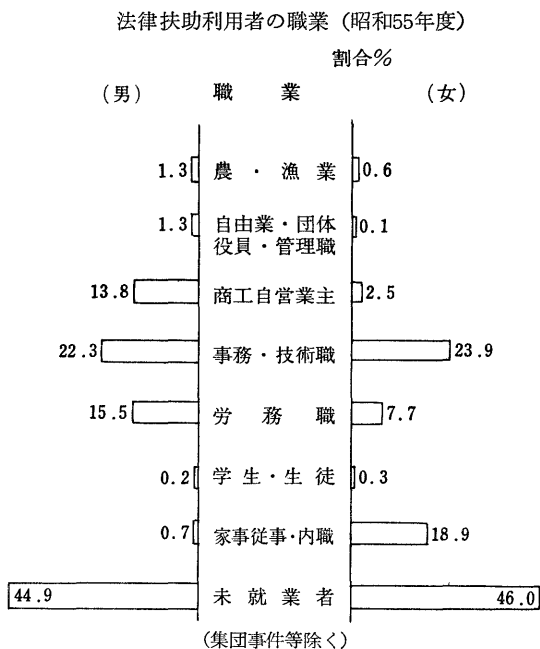 法律扶助利用者の職業（昭和55年度）
割合%
（男） 職業 （女）
1.3 農・漁業 0.6
1.3 自由業・団体役員・管理職 0.1
13.8 商工自営業主 2.5
22.3 事務・技術職 23.9
15.5 労務職 7.7
0.2 学生・生徒 0.3
0.7 家事従事・内職 18.9
44.9 未就業者 46.0
（集団事件等除く）